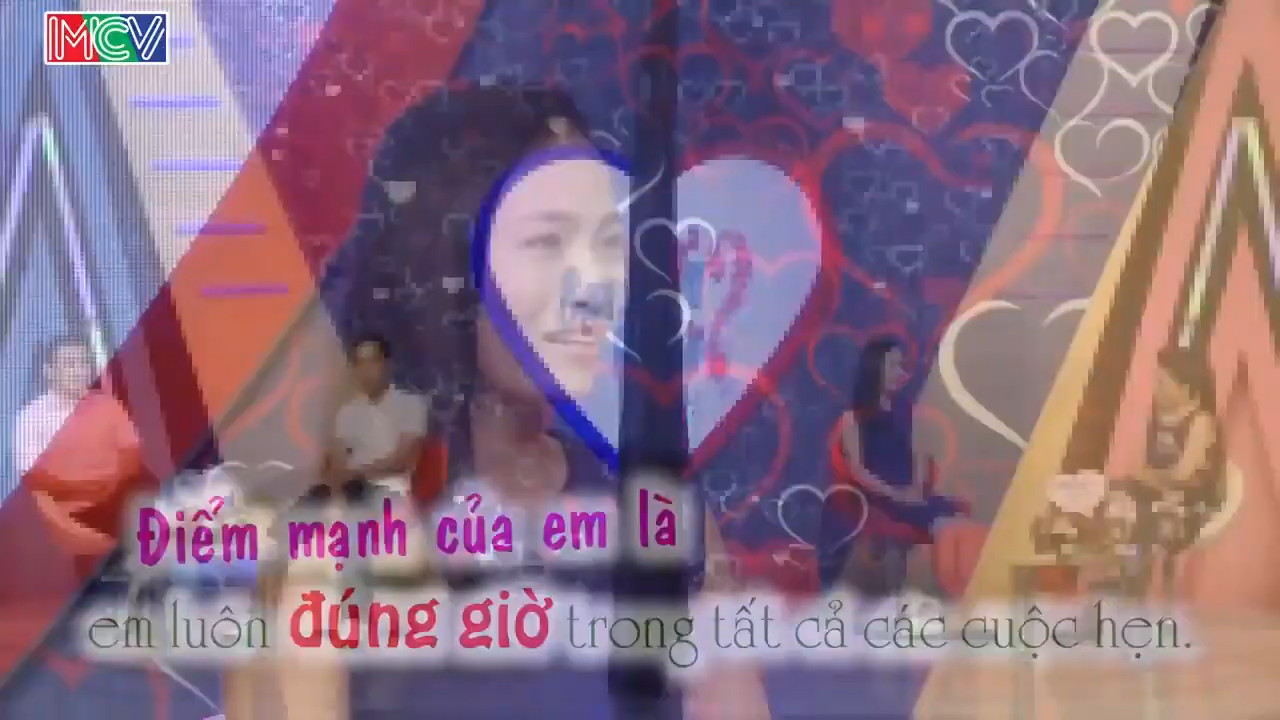 MCV
Điểm mạnh của em là
em luôn đúng giờ trong tất cả các cuộc hẹn.